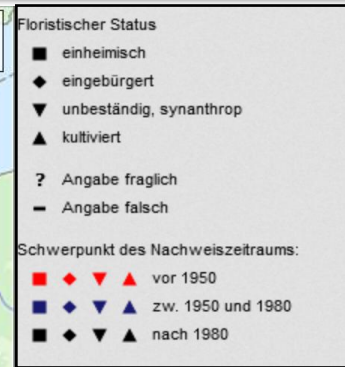 Floristischer Status
einheimisch
eingebürgert
unbeständig, synanthrop
kultiviert
? Angabe fraglich
– Angabe falsch
Schwerpunkt des Nachweiszeitraums:
vor 1950
zw. 1950 und 1980
nach 1980